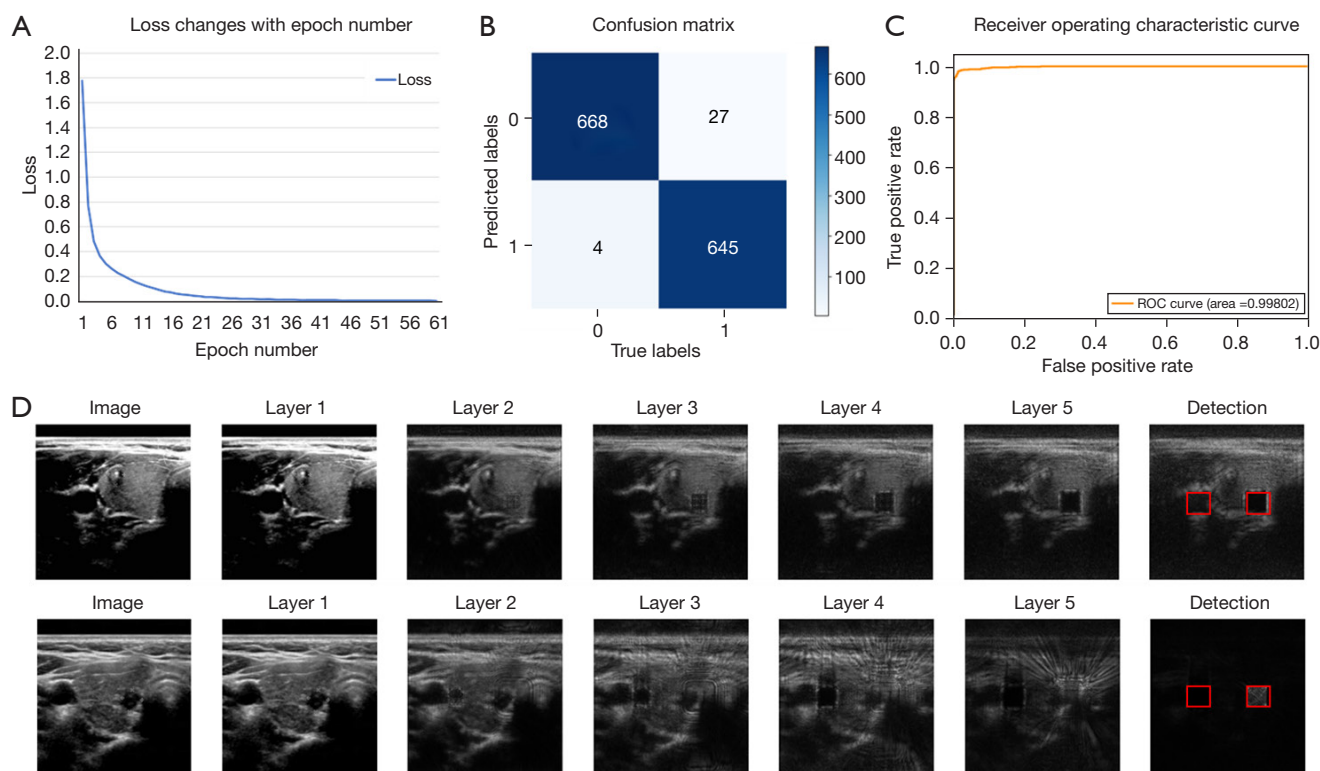 A
Loss changes with epoch number
2.0
1.8
1.6
1.4
1.2
1.0
0.8
0.6
0.4
0.2
0.0
Loss
Loss
1 6 11 16 21 26 31 36 41 46 51 56 61
Epoch number
B
Confusion matrix
Predicted labels
0
668
27
1
4
645
0 1
True labels
600
500
400
300
200
100
C
Receiver operating characteristic curve
True positive rate
1.0
0.8
0.6
0.4
0.2
0.0
ROC curve (area =0.99802)
0.0 0.2 0.4 0.6 0.8 1.0
False positive rate
D
Image Layer 1 Layer 2 Layer 3 Layer 4 Layer 5 Detection
Image Layer 1 Layer 2 Layer 3 Layer 4 Layer 5 Detection